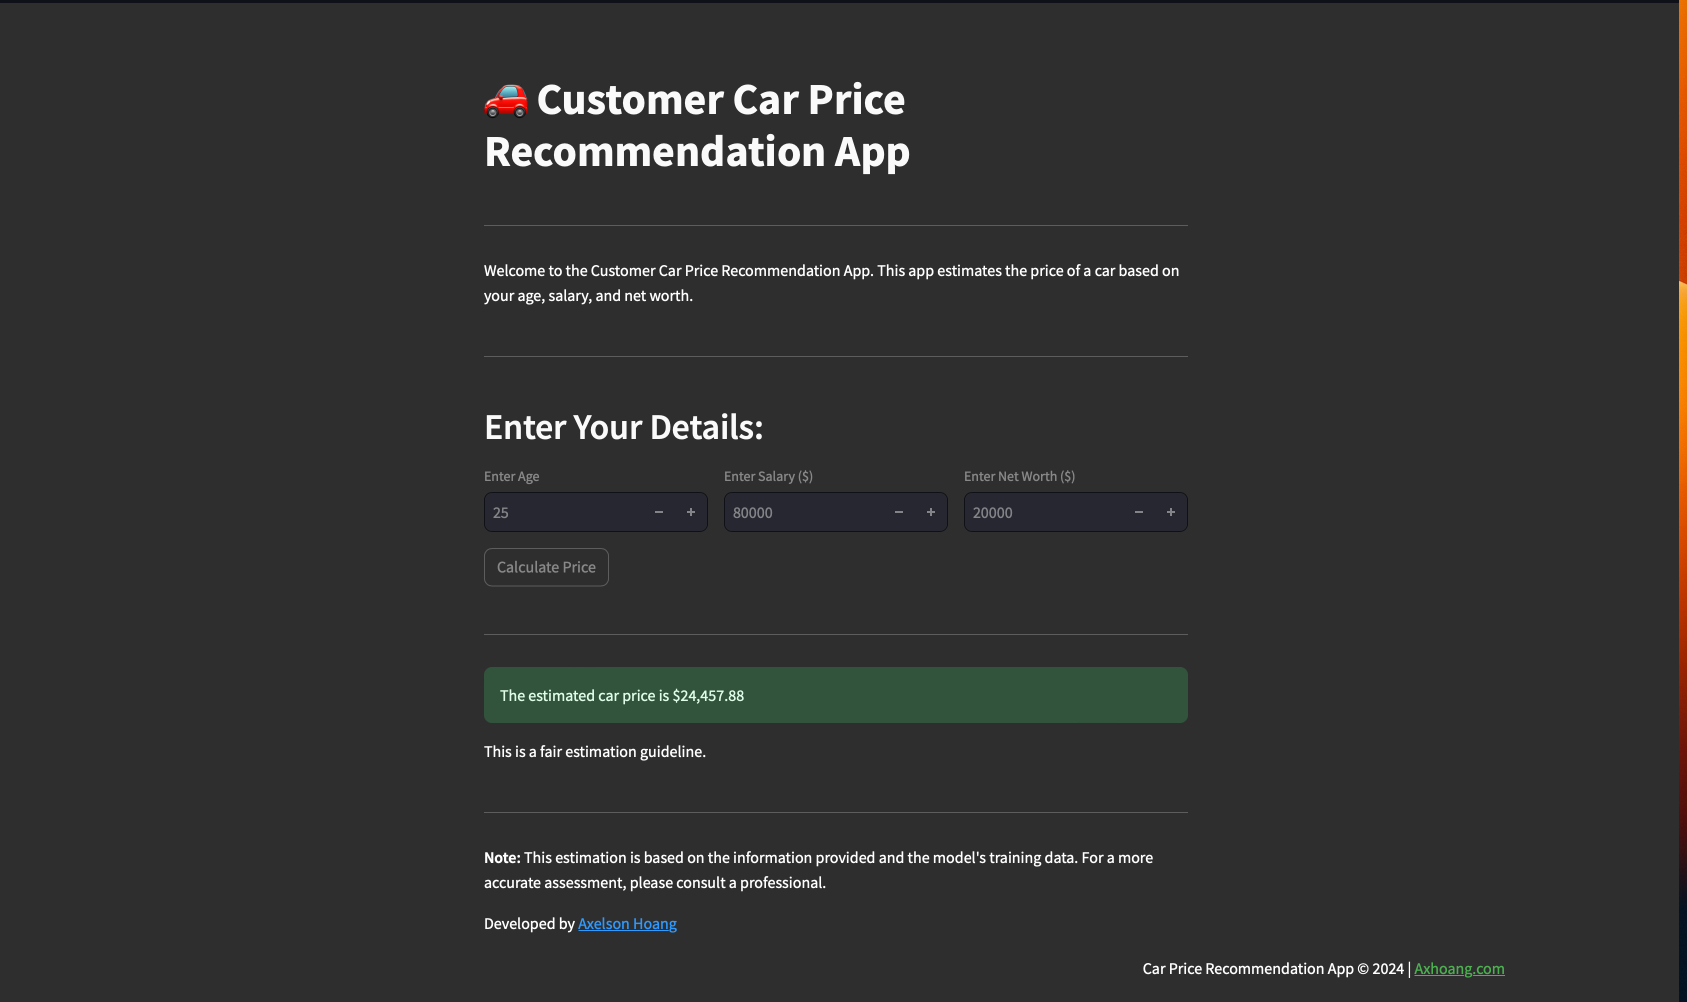 Customer Car Price
Recommendation App
Welcome to the Customer Car Price Recommendation App. This app estimates the price of a car based on
your age, salary, and net worth.
Enter Your Details:
Enter Age
Enter Salary ($)
Enter Net Worth ($)
25
80000
20000
Calculate Price
The estimated car price is $24,457.88
This is a fair estimation guideline.
Note: This estimation is based on the information provided and the model's training data. For a more
accurate assessment, please consult a professional.
Developed by Axelson Hoang
Car Price Recommendation App © 2024 | Axhoang.com